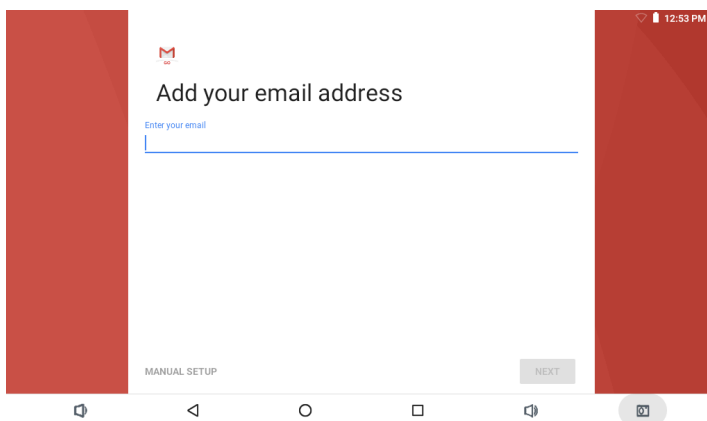 12:53 PM
Add your email address
Enter your email
MANUAL SETUP
NEXT